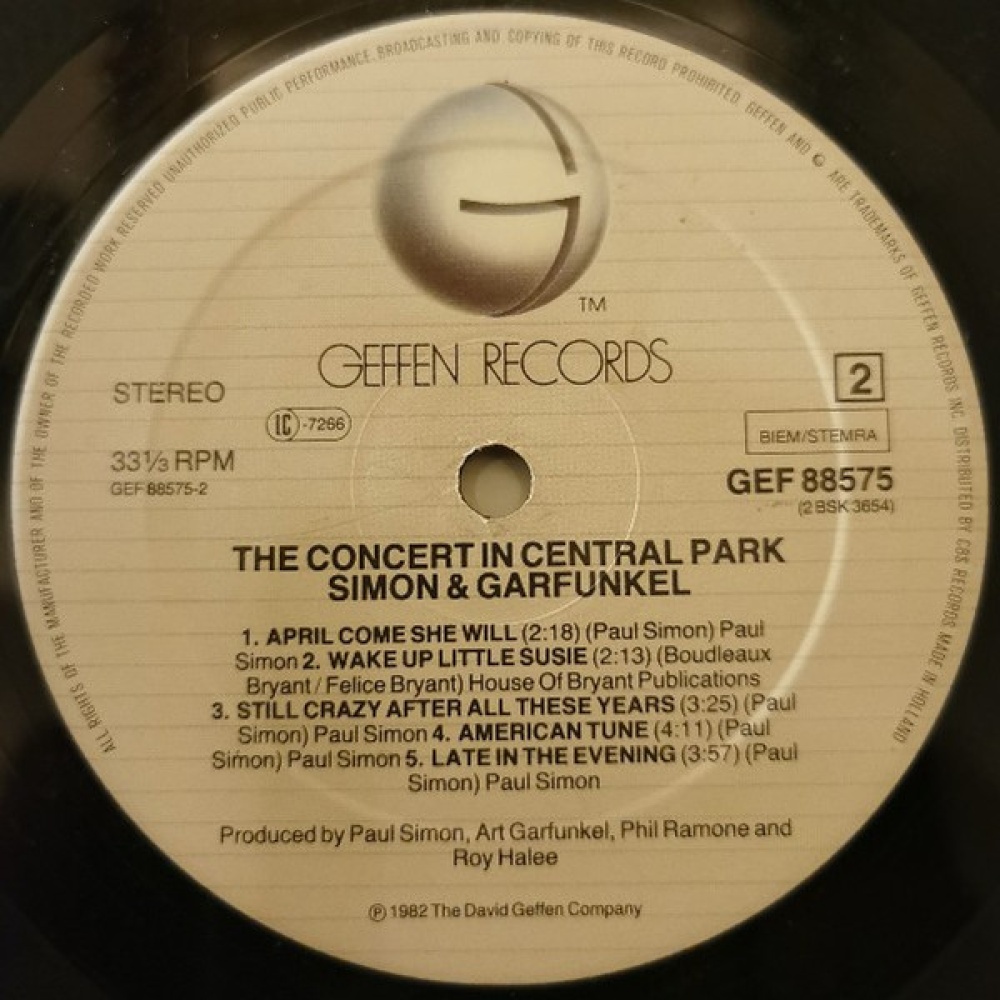 ALL RIGHTS OF THE MANUFACTURER AND OF THE OWNER OF THE RECORDED WORK RESERVED UNAUTHORIZED PUBLIC PERFORMANCE, BROADCASTING AND COPYING OF THIS RECORD PROHIBITED. GEFFEN AND G ARE TRADEMARKS OF GEFFEN RECORDS INC. DISTRIBUTED BY CBS RECORDS MADE IN HOLLAND
TM
GEFFEN RECORDS
STEREO
2
LC -7266
BIEM/STEMRA
33⅓ RPM
GEF 88575-2
GEF 88575
(2 BSK 3654)
THE CONCERT IN CENTRAL PARK
SIMON & GARFUNKEL
1. APRIL COME SHE WILL (2:18) (Paul Simon) Paul
Simon 2. WAKE UP LITTLE SUSIE (2:13) (Boudleaux
Bryant / Felice Bryant) House Of Bryant Publications
3. STILL CRAZY AFTER ALL THESE YEARS (3:25) (Paul
Simon) Paul Simon 4. AMERICAN TUNE (4:11) (Paul
Simon) Paul Simon 5. LATE IN THE EVENING (3:57) (Paul
Simon) Paul Simon
Produced by Paul Simon, Art Garfunkel, Phil Ramone and
Roy Halee
℗ 1982 The David Geffen Company